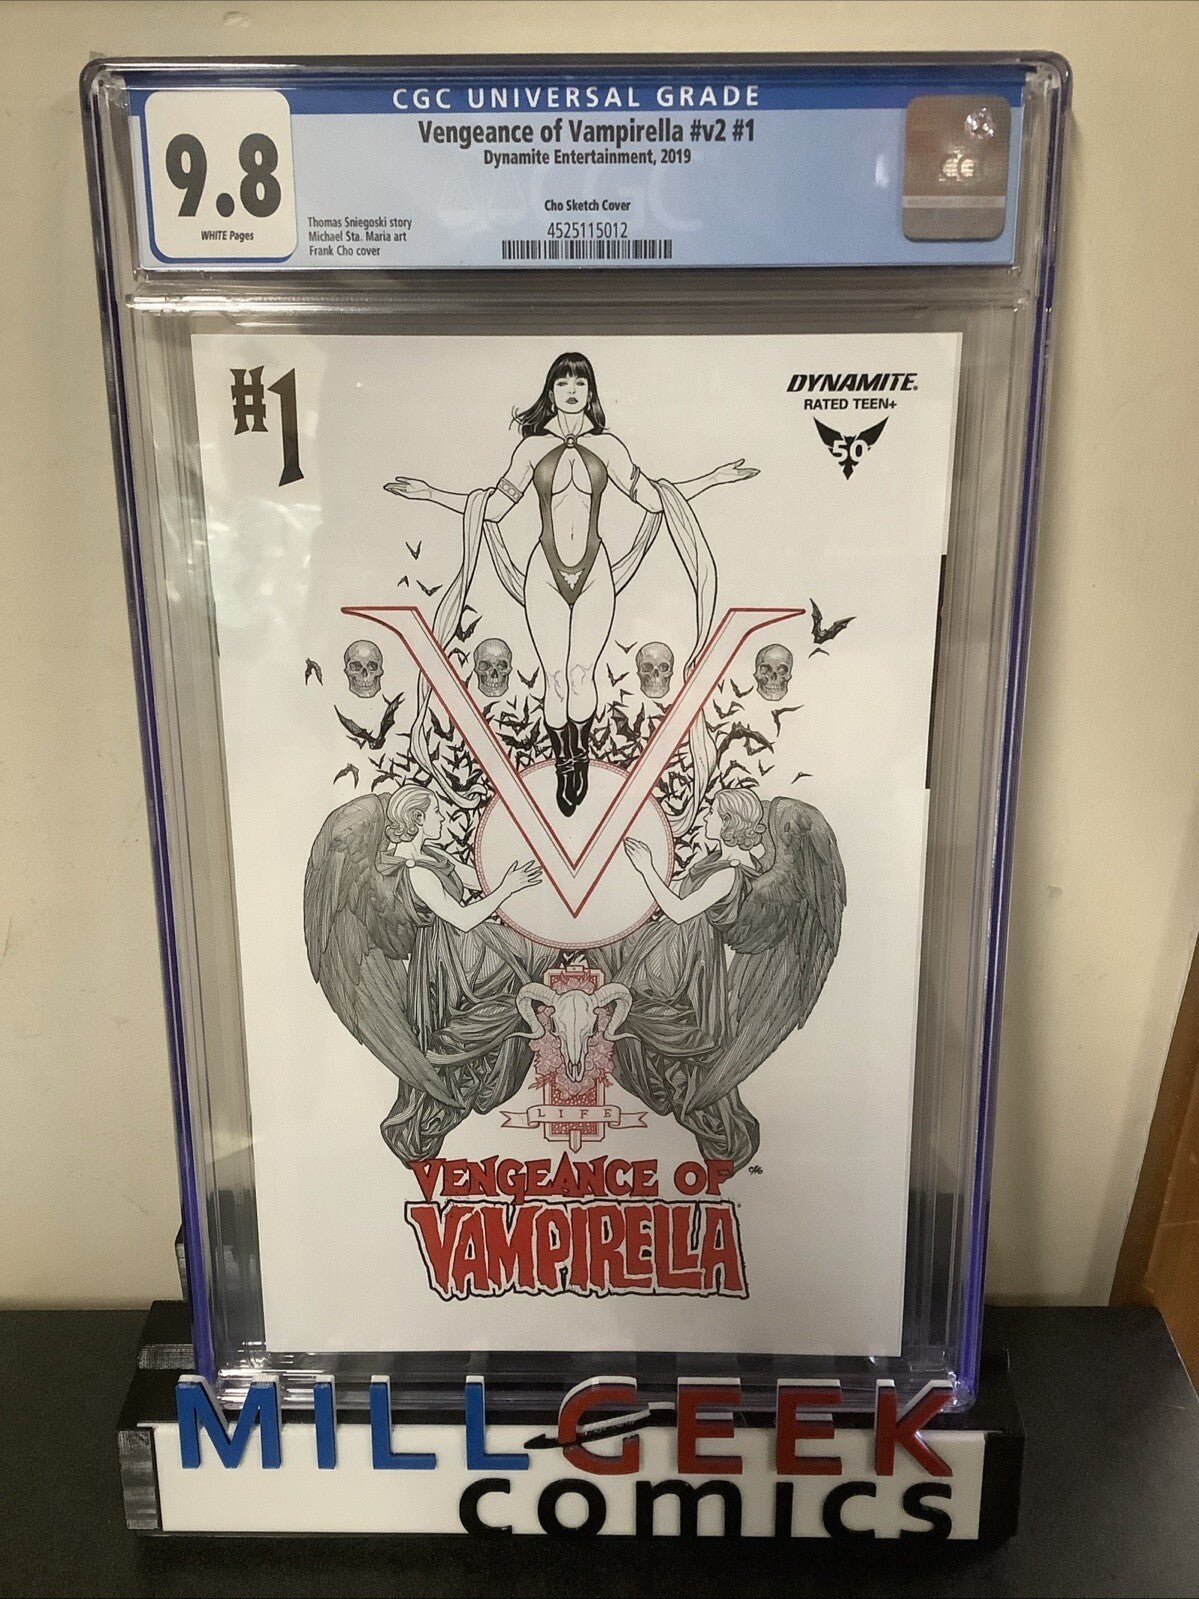 CGC UNIVERSAL GRADE
9.8
WHITE Pages
Vengeance of Vampirella #v2 #1
Dynamite Entertainment, 2019
Cho Sketch Cover
4525115012
Thomas Sniegoski story
Michael Sta. Maria art
Frank Cho cover
#1
DYNAMITE.
RATED TEEN+
50
V
LIFE
VENGEANCE OF
VAMPIRELLA
MILLGEEK
COMICS